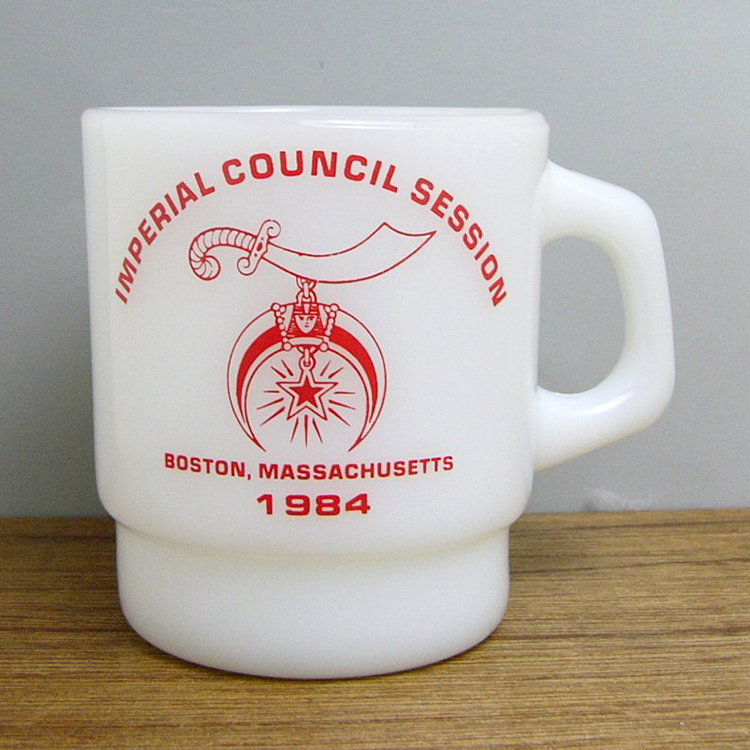 IMPERIAL COUNCIL SESSION
BOSTON, MASSACHUSETTS
1984